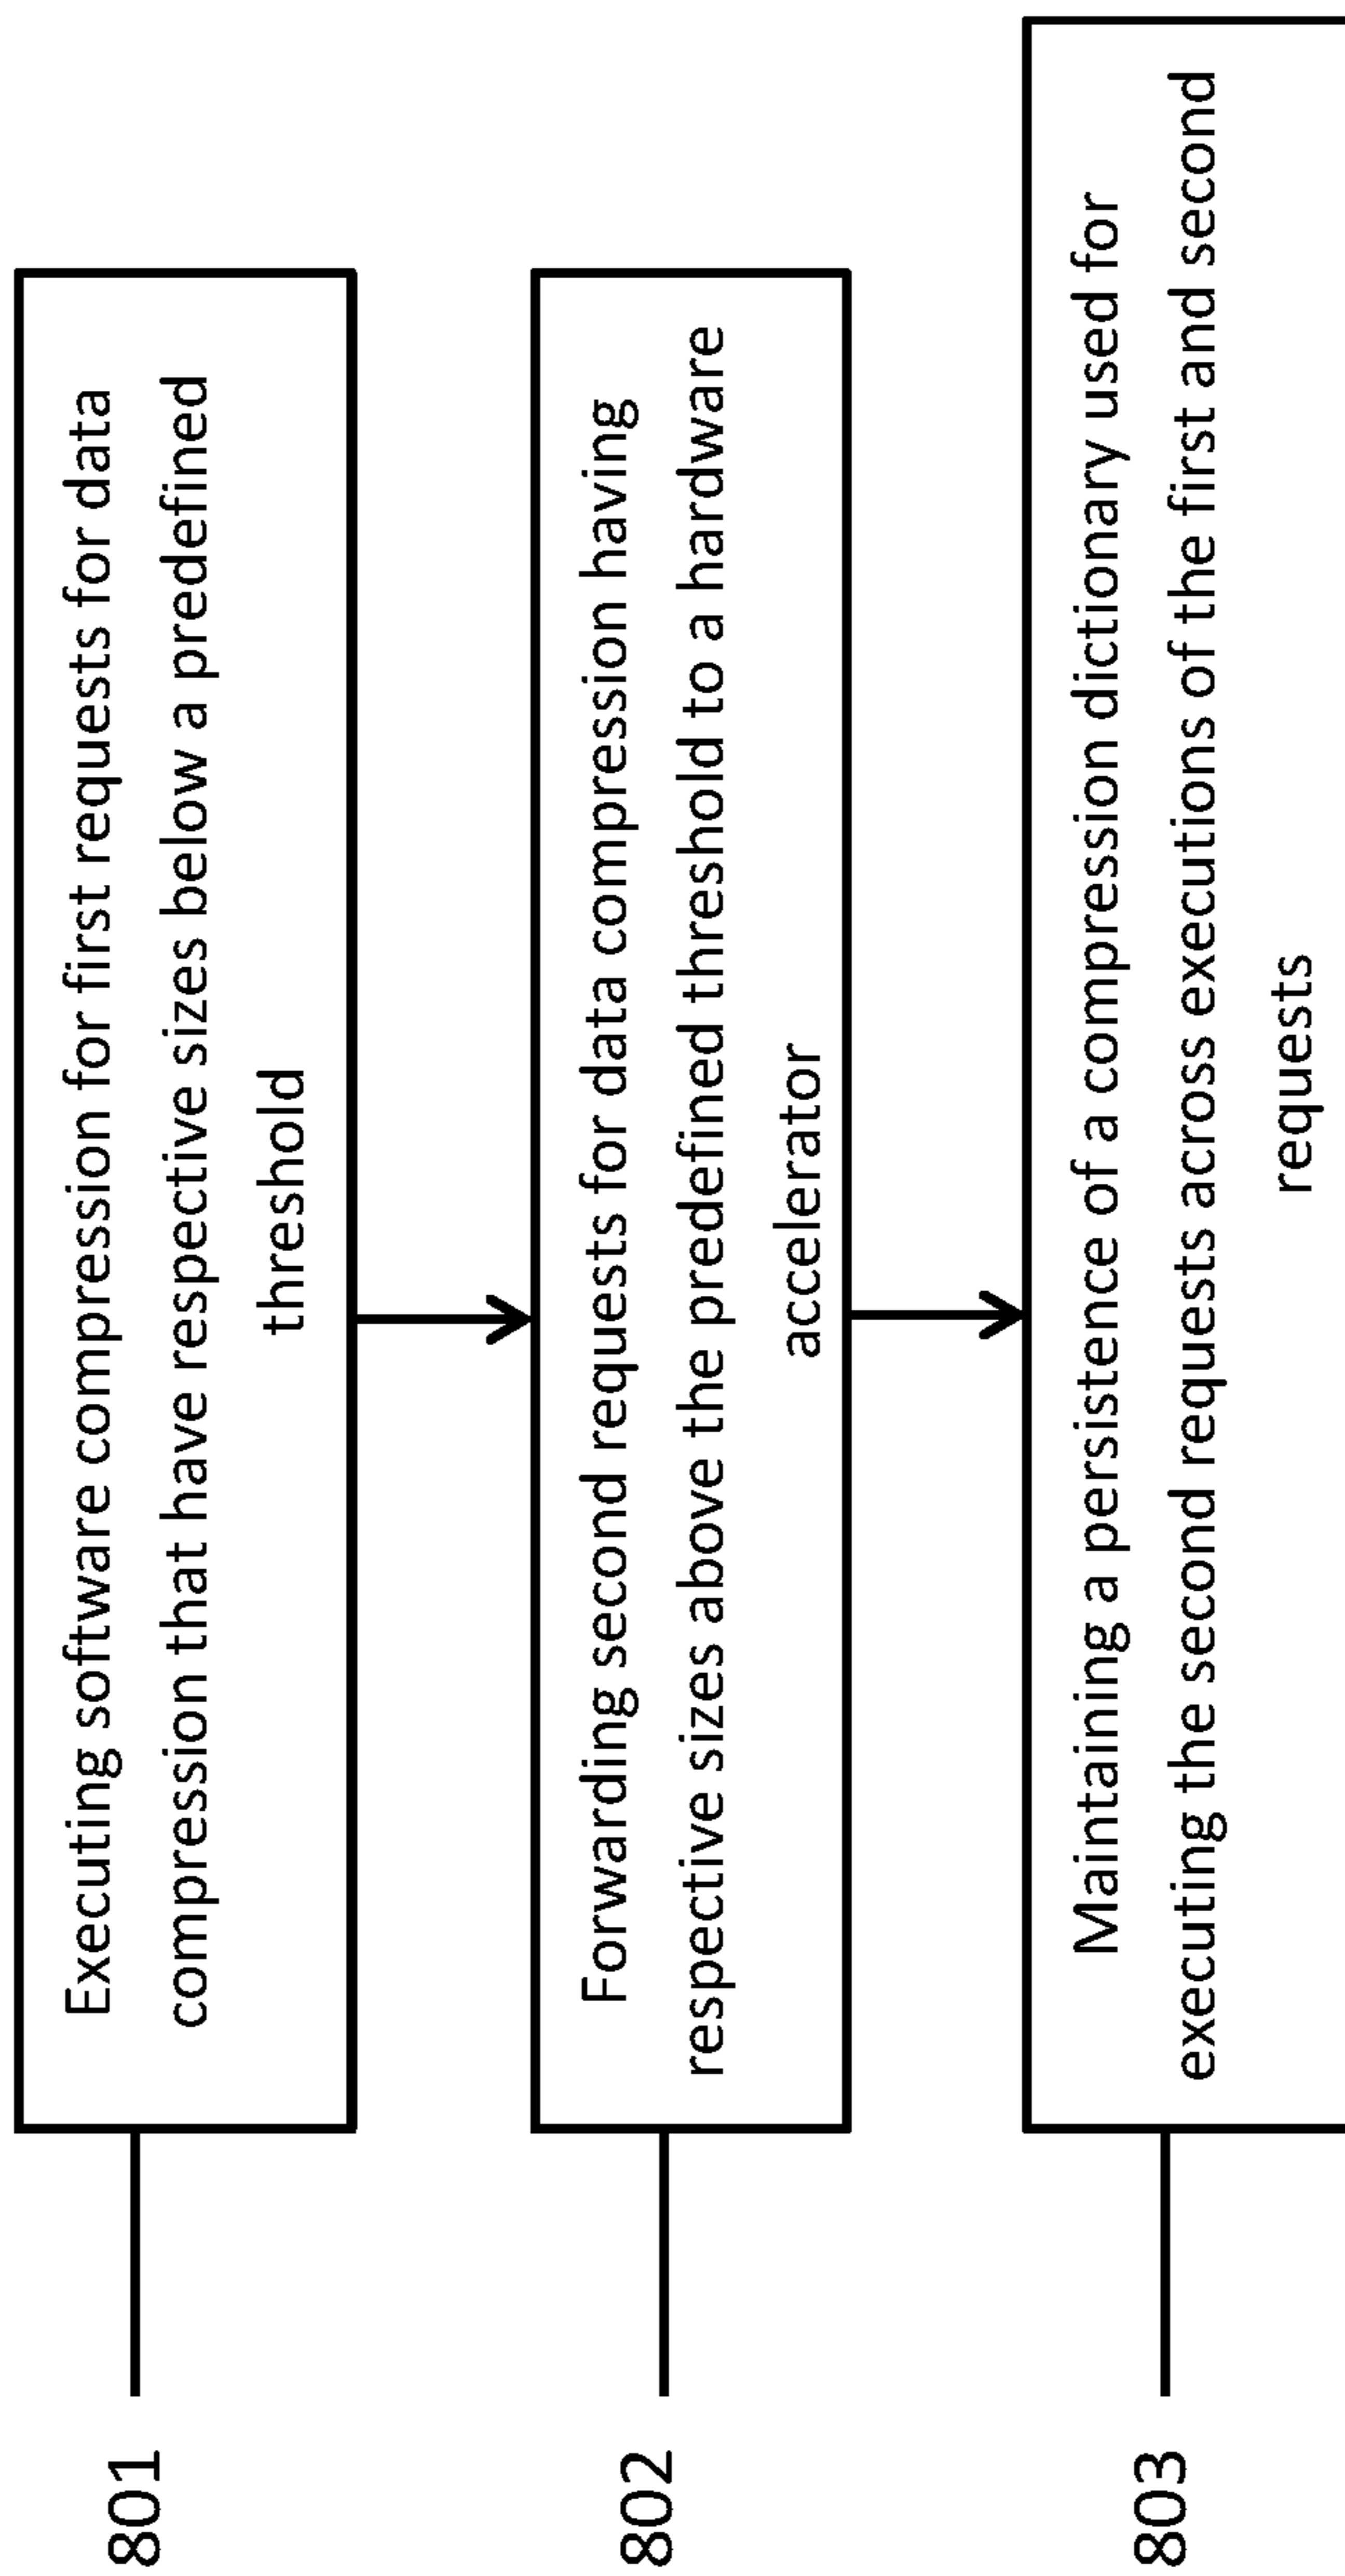 801
Executing software compression for first requests for data
compression that have respective sizes below a predefined
threshold
802
Forwarding second requests for data compression having
respective sizes above the predefined threshold to a hardware
accelerator
803
Maintaining a persistence of a compression dictionary used for
executing the second requests across executions of the first and second
requests